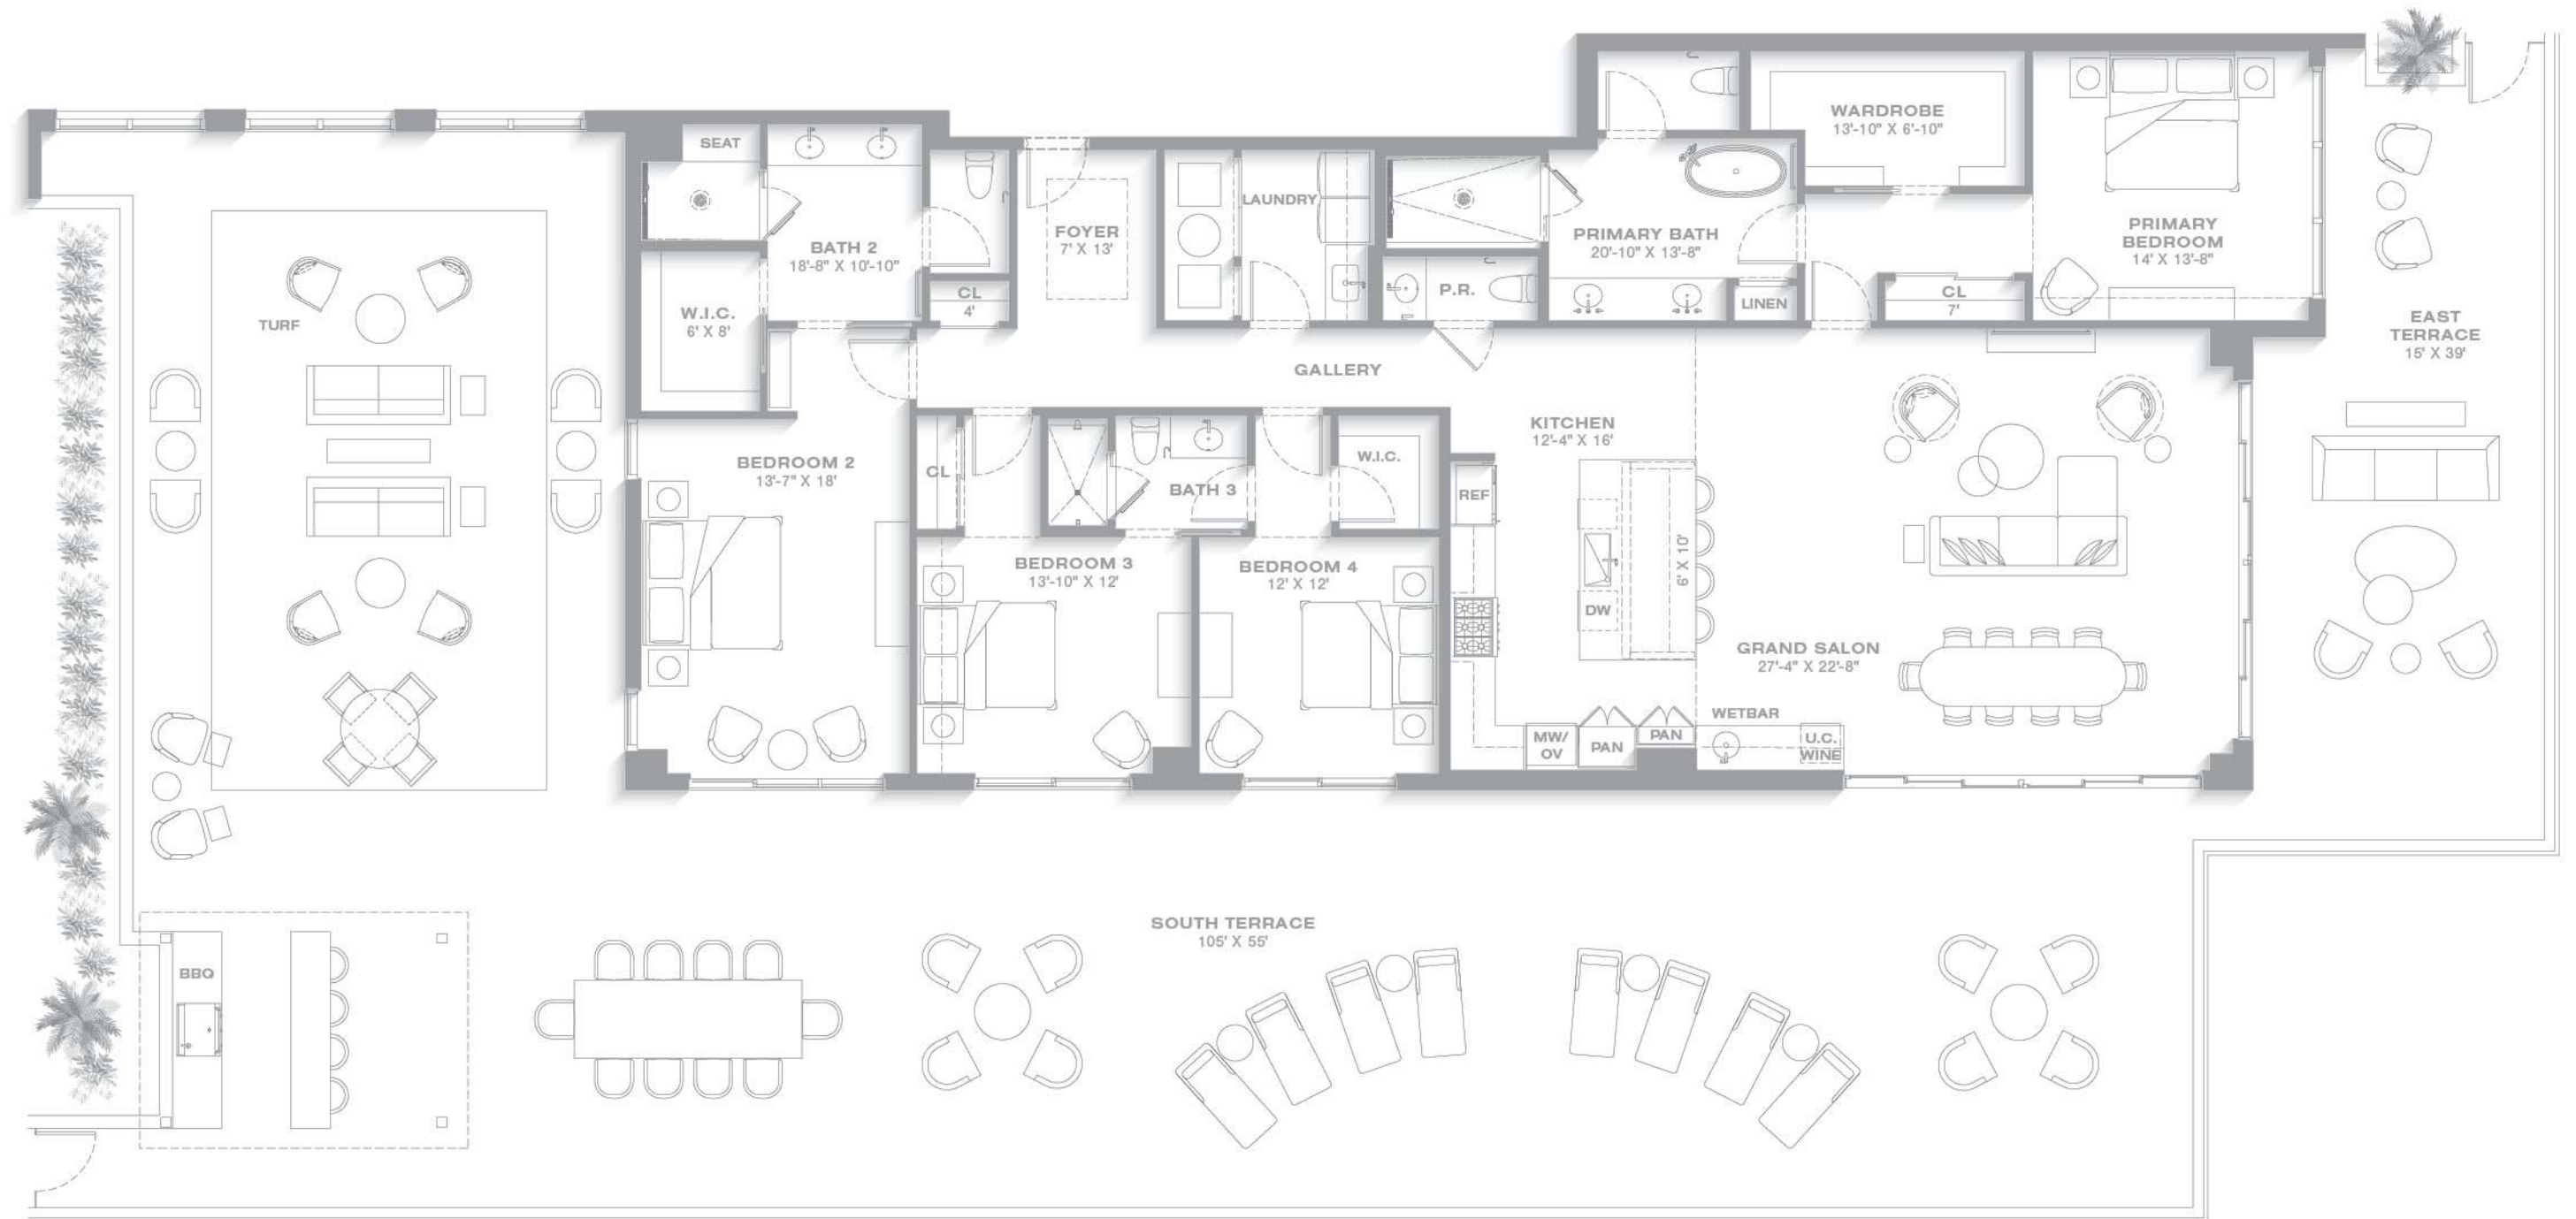 SEAT
BATH 2
18'-8" X 10'-10"
W.I.C.
6' X 8'
CL
4'
FOYER
7' X 13'
LAUNDRY
P.R.
PRIMARY BATH
20'-10" X 13'-8"
LINEN
WARDROBE
13'-10" X 6'-10"
CL
7'
PRIMARY
BEDROOM
14' X 13'-8"
EAST
TERRACE
15' X 39'
TURF
GALLERY
BEDROOM 2
13'-7" X 18'
CL
BATH 3
W.I.C.
BEDROOM 3
13'-10" X 12'
BEDROOM 4
12' X 12'
KITCHEN
12'-4" X 16'
REF
DW
6' X 10'
GRAND SALON
27'-4" X 22'-8"
MW/
OV
PAN
PAN
WETBAR
U.C.
WINE
SOUTH TERRACE
105' X 55'
BBQ